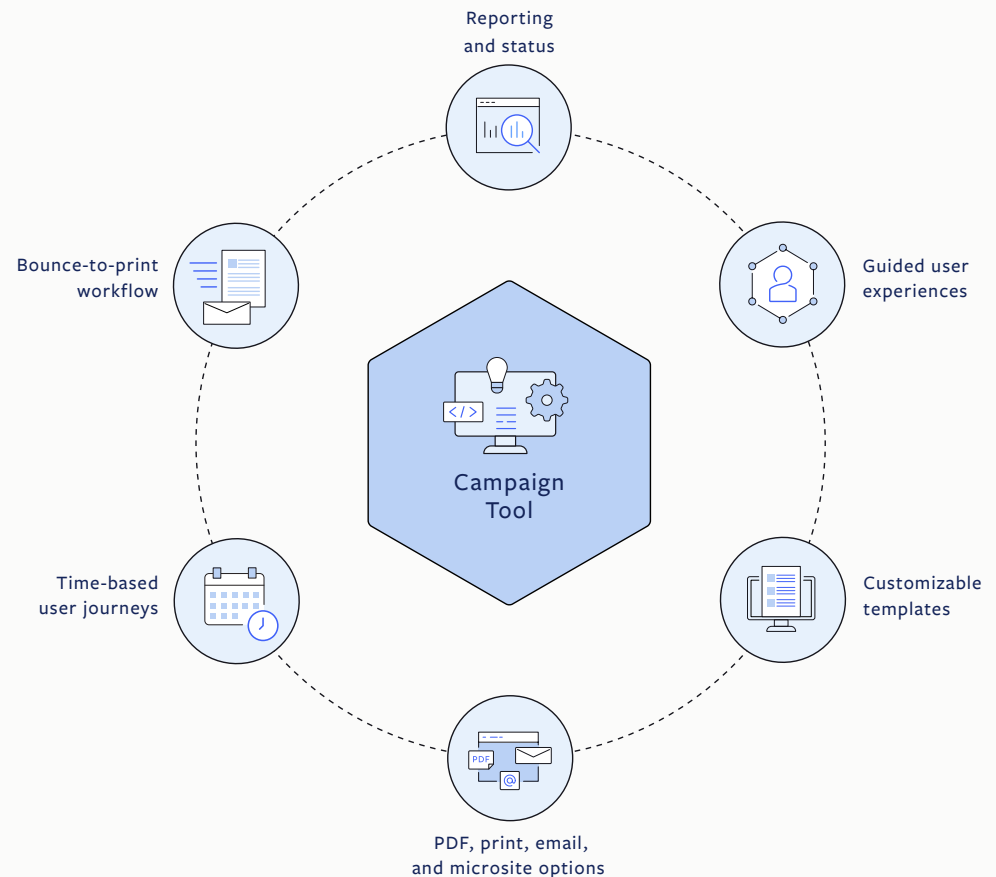 Reporting
and status
Guided user
experiences
Customizable
templates
PDF, print, email,
and microsite options
Time-based
user journeys
Bounce-to-print
workflow
</>
Campaign
Tool
PDF
@